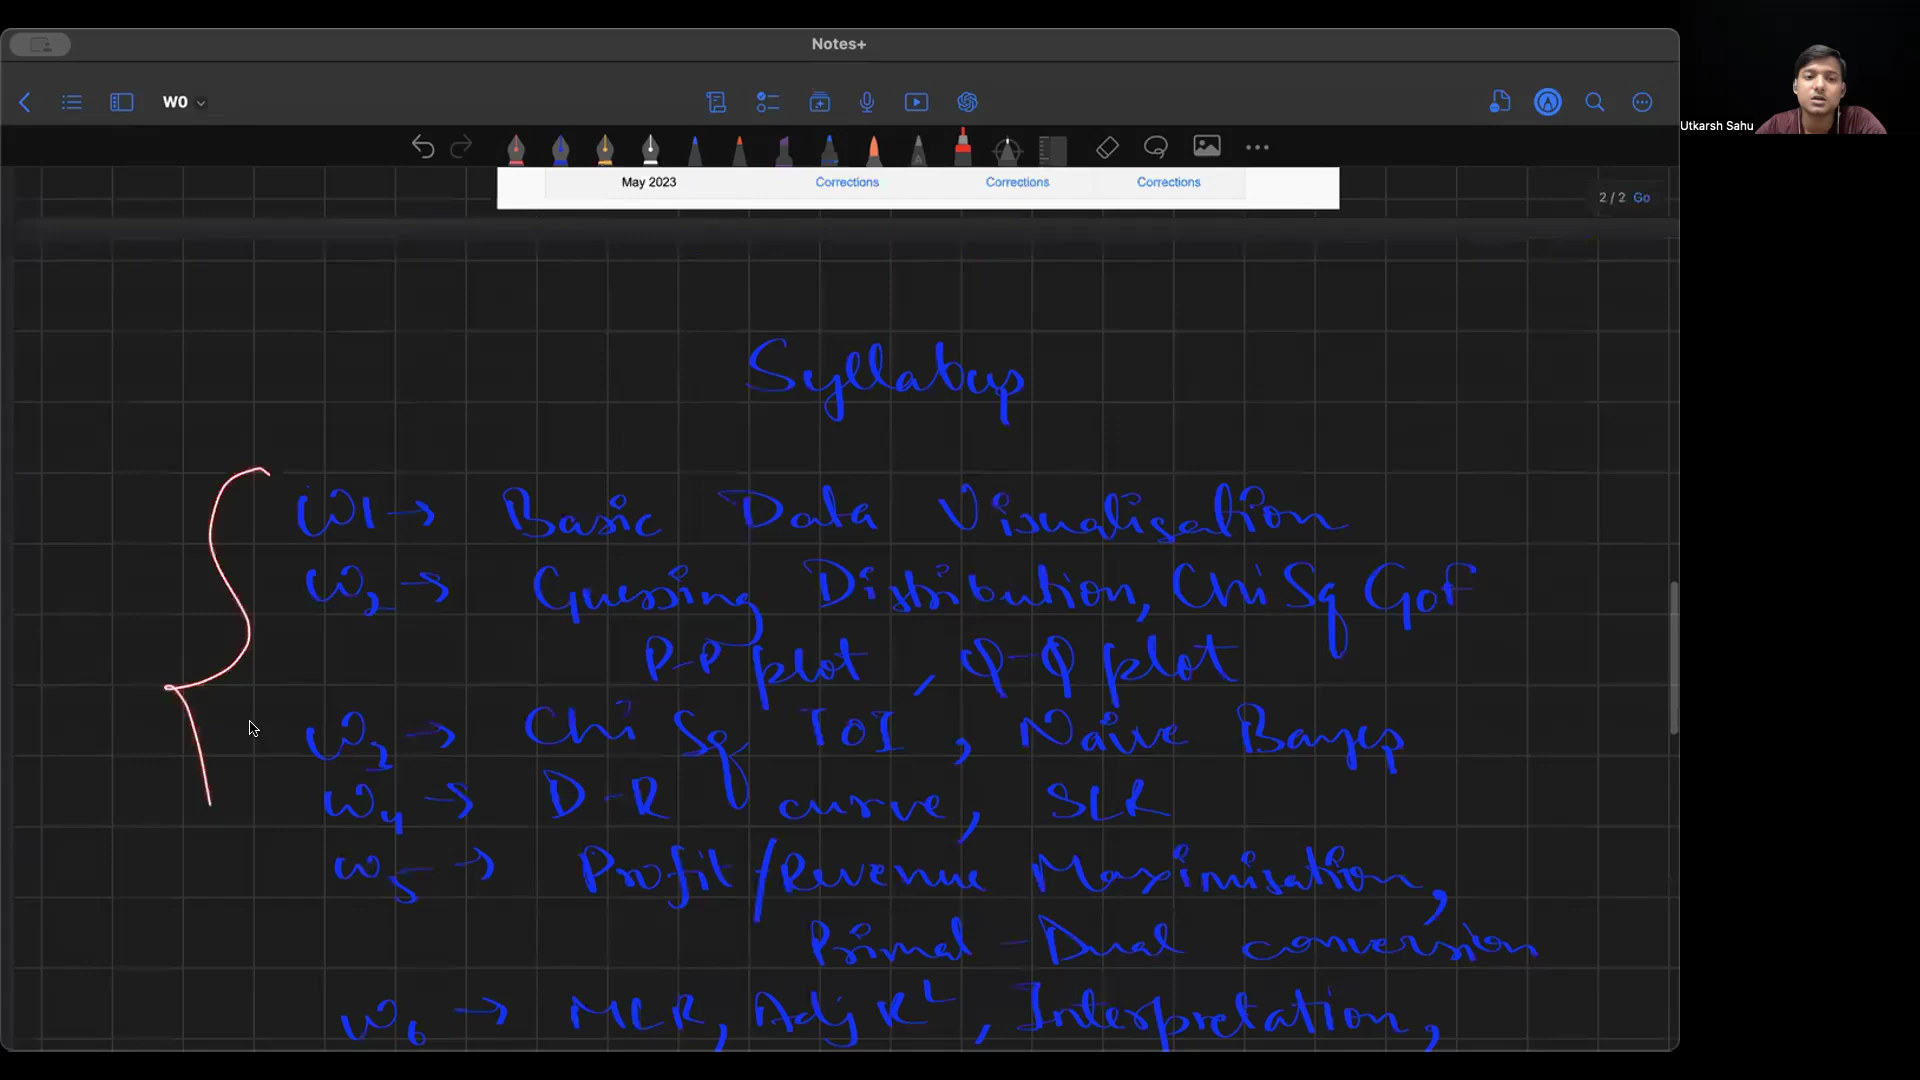 Notes+
W0
Utkarsh Sahu
May 2023 Corrections Corrections Corrections
2 / 2 Go
Syllabus
W1 → Basic Data Visualisation
W2 → Guessing Distribution, Chi Sq GoF
P-P plot, Q-Q plot
W3 → Chi Sq ToI, Naive Bayes
W4 → D-R curve, SLR
W5 → Profit/Revenue Maximisation,
Primal - Dual conversion
W6 → MLR, Adj R², Interpretation,